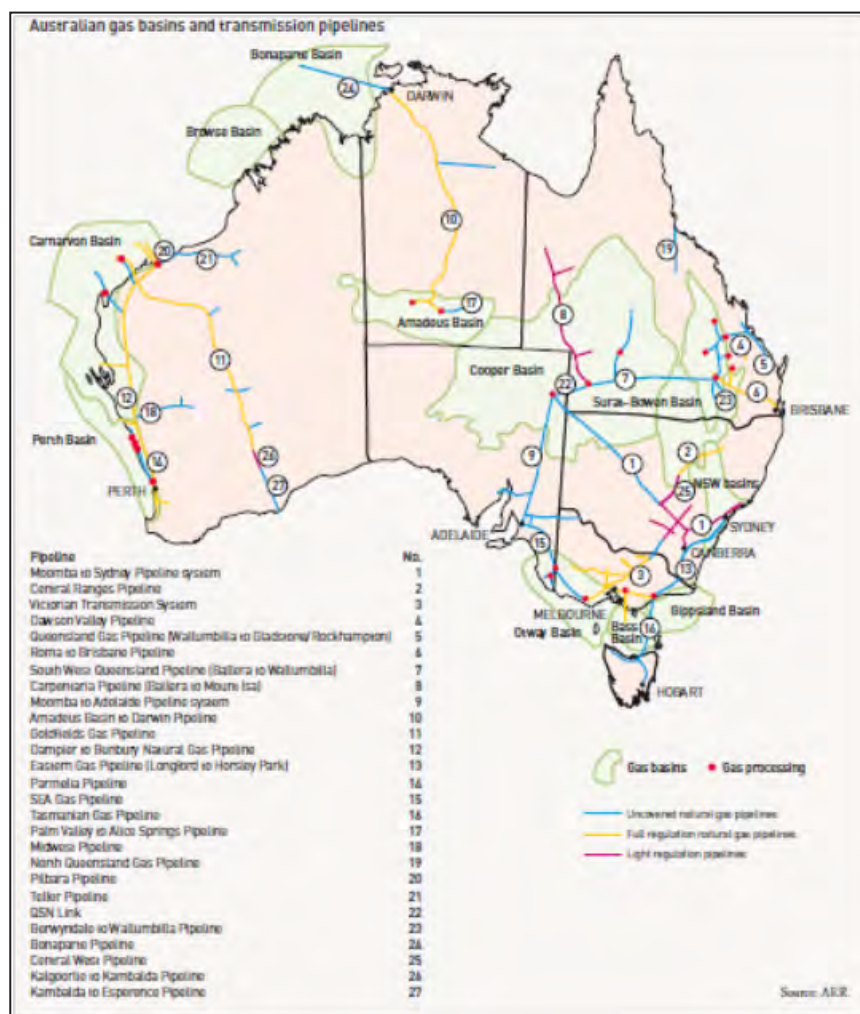 Australian gas basins and transmission pipelines
Bonaparte Basin
24
DARWIN
Browse Basin
10
Carnarvon Basin
20
21
19
17
Amadeus Basin
8
11
Cooper Basin
22
7
4
5
6
23
Surat–Bowen Basin
BRISBANE
12
18
Perth Basin
14
PERTH
26
27
9
1
2
NSW basins
25
1
SYDNEY
ADELAIDE
CANBERRA
15
13
3
MELBOURNE
Gippsland Basin
Otway Basin
Bass Basin
16
HOBART
Pipeline No.
Moomba to Sydney Pipeline system 1
Central Ranges Pipeline 2
Victorian Transmission System 3
Dawson Valley Pipeline 4
Queensland Gas Pipeline (Wallumbilla to Gladstone/Rockhampton) 5
Roma to Brisbane Pipeline 6
South West Queensland Pipeline (Ballera to Wallumbilla) 7
Carpentaria Pipeline (Ballera to Mount Isa) 8
Moomba to Adelaide Pipeline system 9
Amadeus Basin to Darwin Pipeline 10
Goldfields Gas Pipeline 11
Dampier to Bunbury Natural Gas Pipeline 12
Eastern Gas Pipeline (Longford to Horsley Park) 13
Parmelia Pipeline 14
SEA Gas Pipeline 15
Tasmanian Gas Pipeline 16
Palm Valley to Alice Springs Pipeline 17
Midwest Pipeline 18
North Queensland Gas Pipeline 19
Pilbara Pipeline 20
Telfer Pipeline 21
QSN Link 22
Berwyndale to Wallumbilla Pipeline 23
Bonaparte Pipeline 24
Central West Pipeline 25
Kalgoorlie to Kambalda Pipeline 26
Kambalda to Esperence Pipeline 27
Gas basins
Gas processing
Uncovered natural gas pipelines
Full regulation natural gas pipelines
Light regulation pipelines
Source: AER